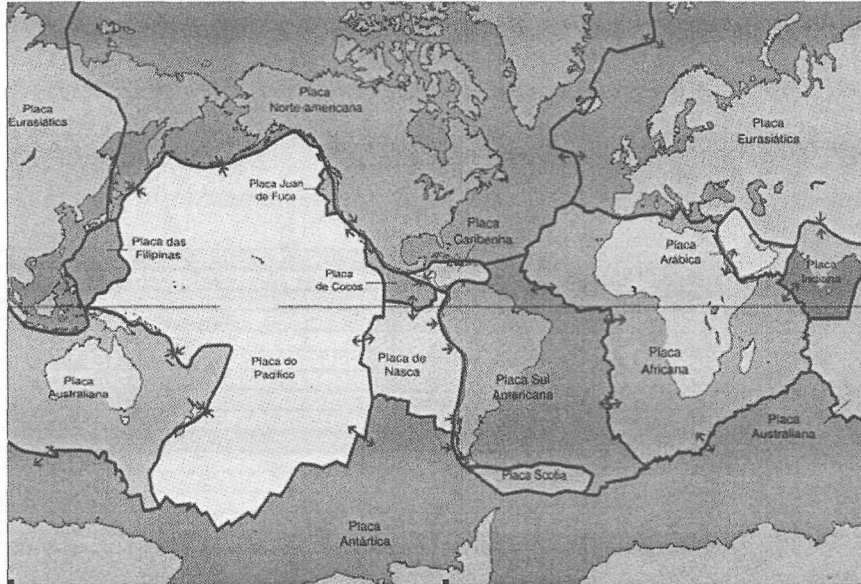 Placa
Eurasiática
Placa
Norte-americana
Placa
Eurasiática
Placa Juan
de Fuca
Placa
Caribenha
Placa das
Filipinas
Placa
de Cocos
Placa
Arábica
Placa
Indiana
Placa
Australiana
Placa do
Pacífico
Placa de
Nasca
Placa Sul
Americana
Placa
Africana
Placa
Australiana
Placa Scotia
Placa
Antártica